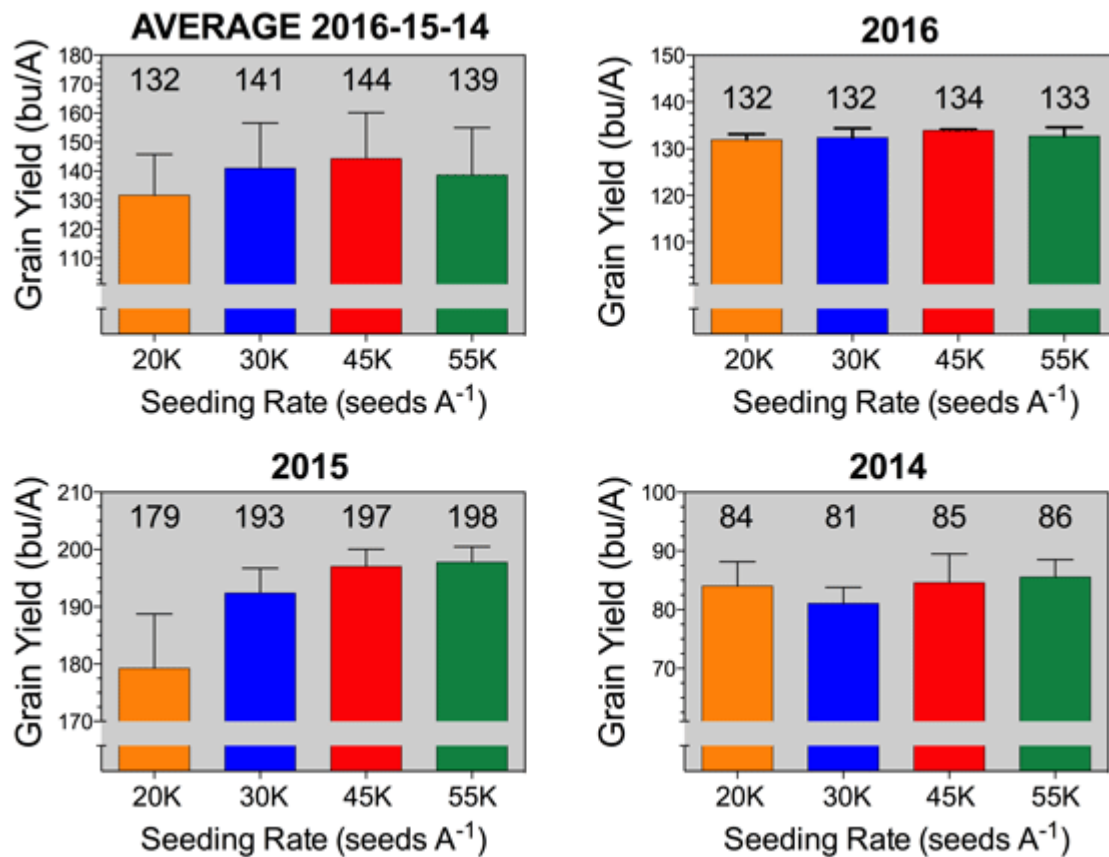 AVERAGE 2016-15-14
Grain Yield (bu/A)
180
170
160
150
140
130
120
110
132 141 144 139
20K 30K 45K 55K
Seeding Rate (seeds A⁻¹)
2016
Grain Yield (bu/A)
150
140
130
120
110
132 132 134 133
20K 30K 45K 55K
Seeding Rate (seeds A⁻¹)
2015
Grain Yield (bu/A)
210
200
190
180
170
179 193 197 198
20K 30K 45K 55K
Seeding Rate (seeds A⁻¹)
2014
Grain Yield (bu/A)
100
90
80
70
84 81 85 86
20K 30K 45K 55K
Seeding Rate (seeds A⁻¹)